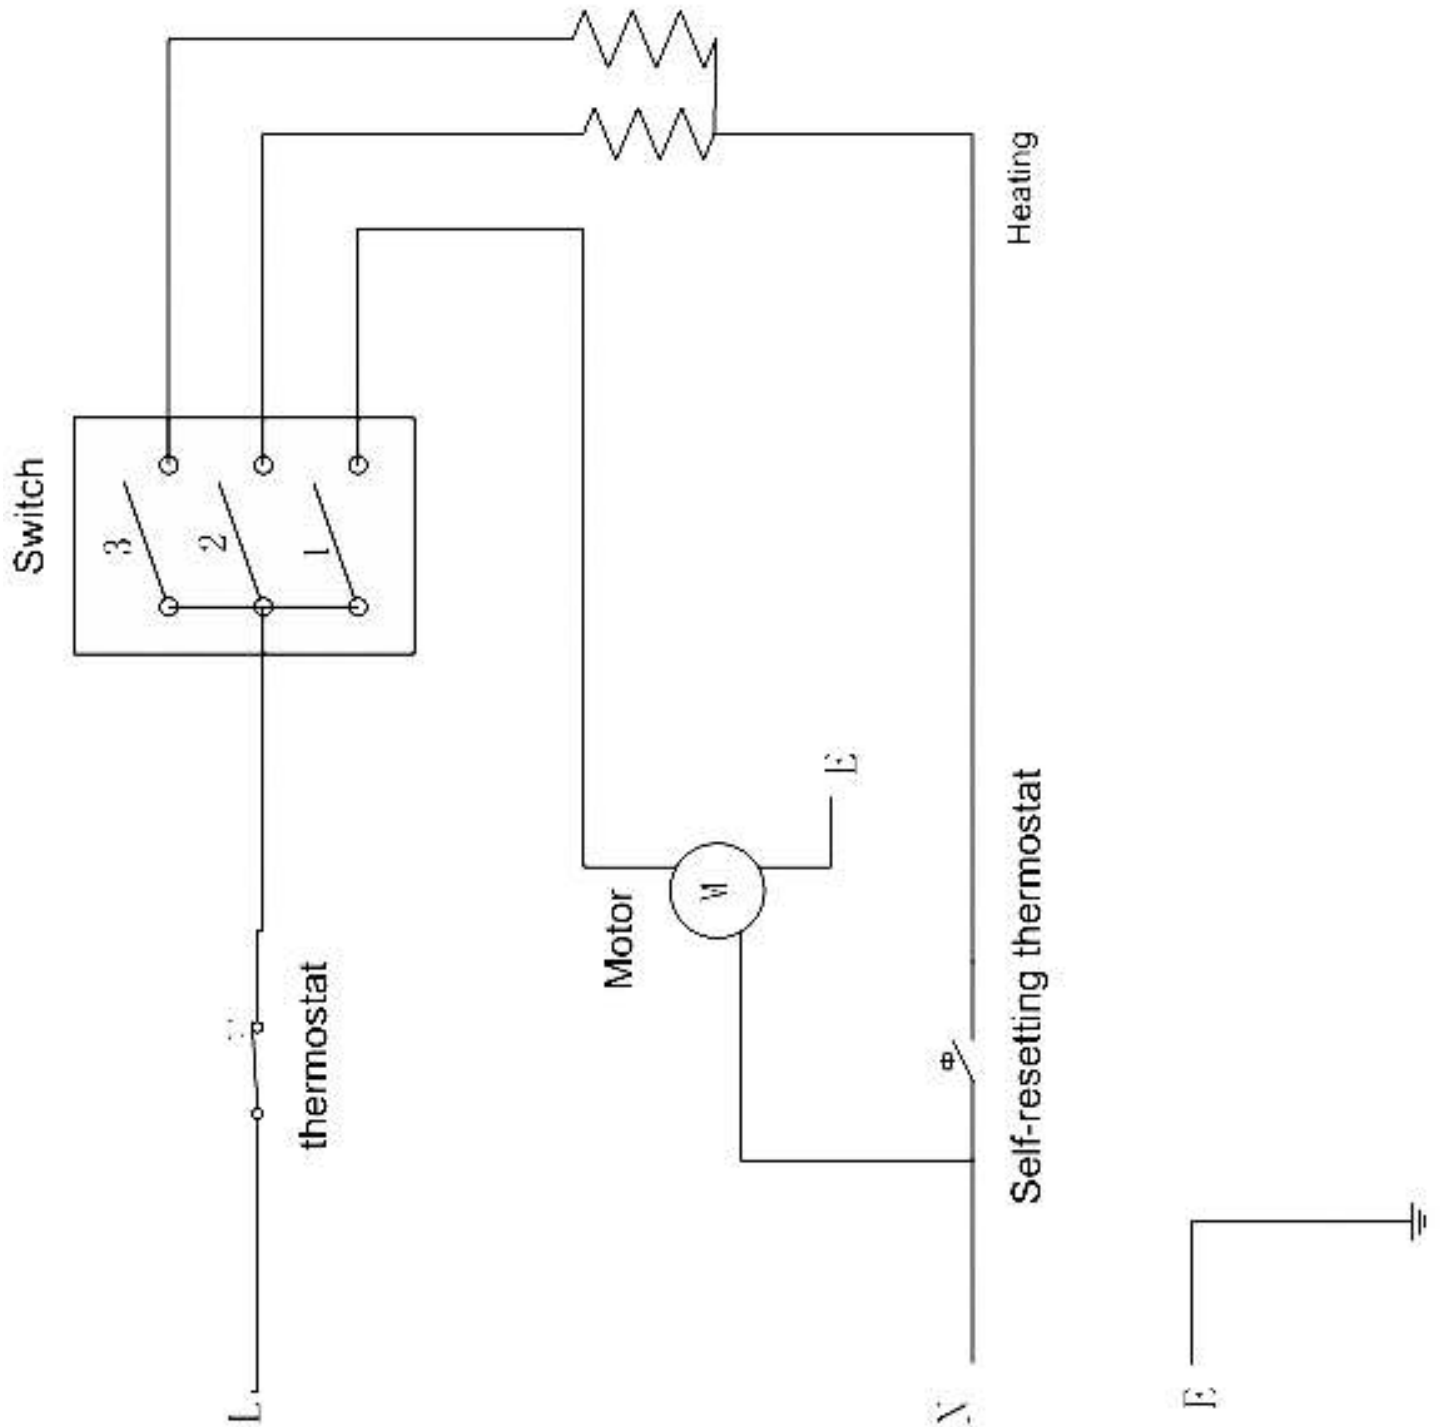 Switch
3
2
1
Heating
thermostat
Motor
M
E
Self-resetting thermostat
L
N
E